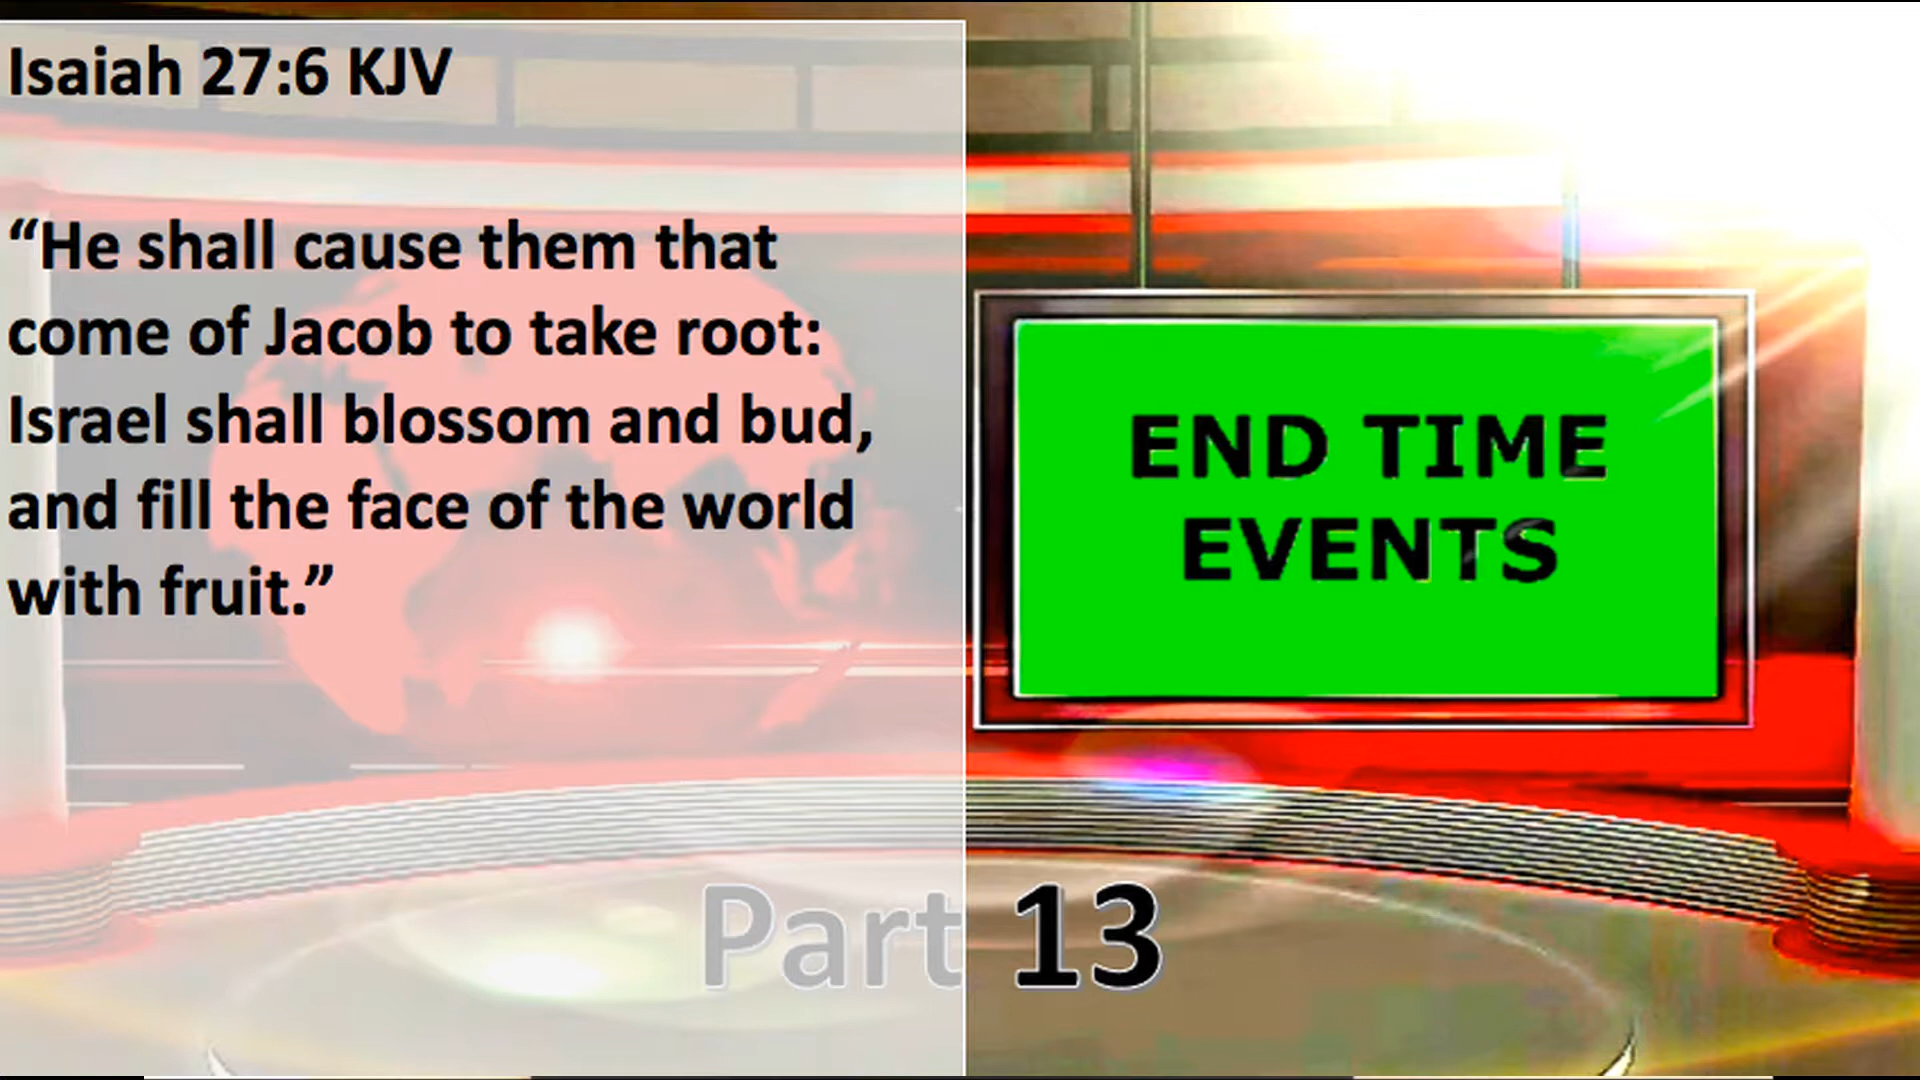 Isaiah 27:6 KJV
“He shall cause them that
come of Jacob to take root:
Israel shall blossom and bud,
and fill the face of the world
with fruit.”
END TIME
EVENTS
Part 13